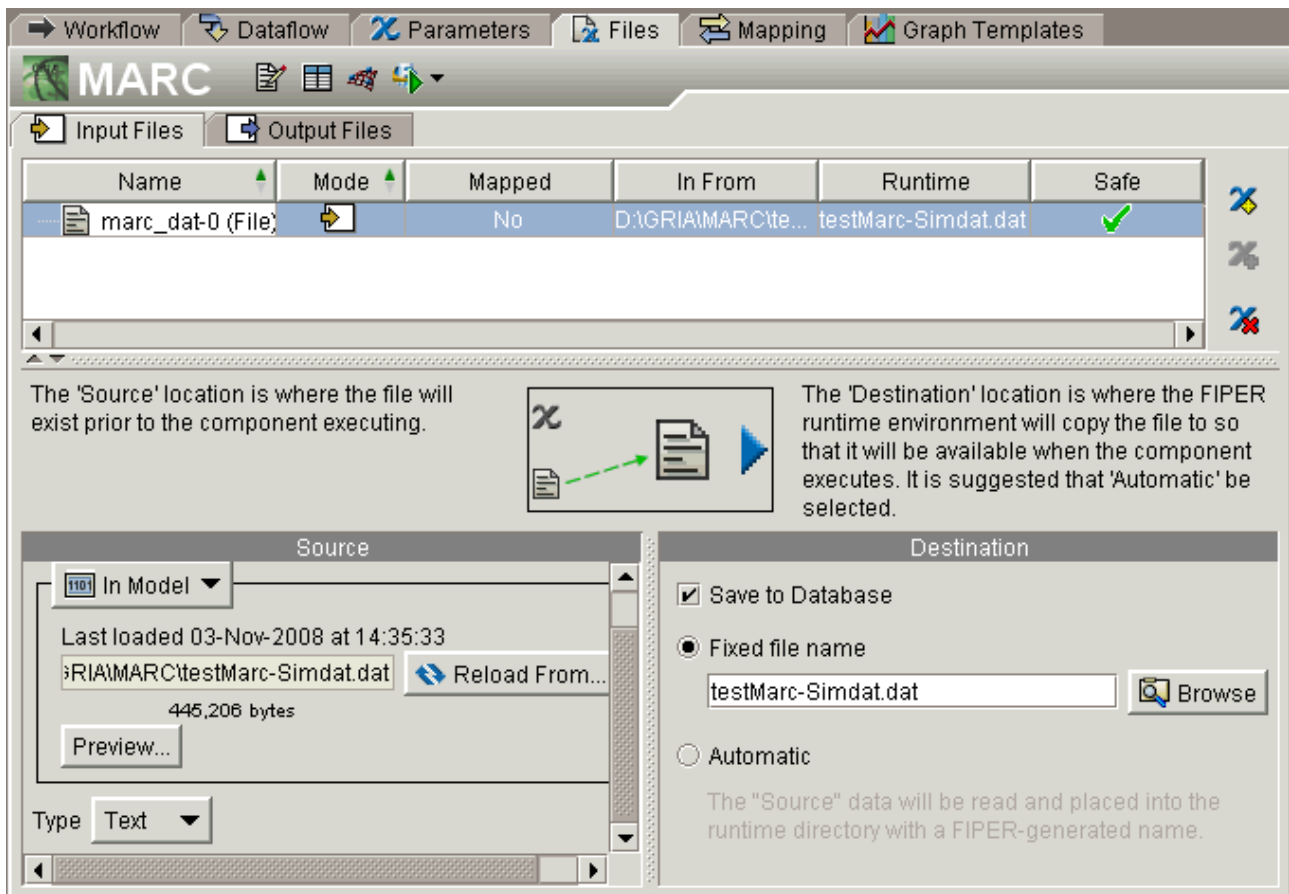 Workflow Dataflow Parameters Files Mapping Graph Templates
MARC
Input Files Output Files
Name Mode Mapped In From Runtime Safe
marc_dat-0 (File) No D:\GRIA\MARC\te... testMarc-Simdat.dat
The 'Source' location is where the file will
exist prior to the component executing.
The 'Destination' location is where the FIPER
runtime environment will copy the file to so
that it will be available when the component
executes. It is suggested that 'Automatic' be
selected.
Source
1101 In Model
Last loaded 03-Nov-2008 at 14:35:33
GRIA\MARC\testMarc-Simdat.dat Reload From...
445,206 bytes
Preview...
Type Text
Destination
Save to Database
Fixed file name
testMarc-Simdat.dat Browse
Automatic
The "Source" data will be read and placed into the
runtime directory with a FIPER-generated name.